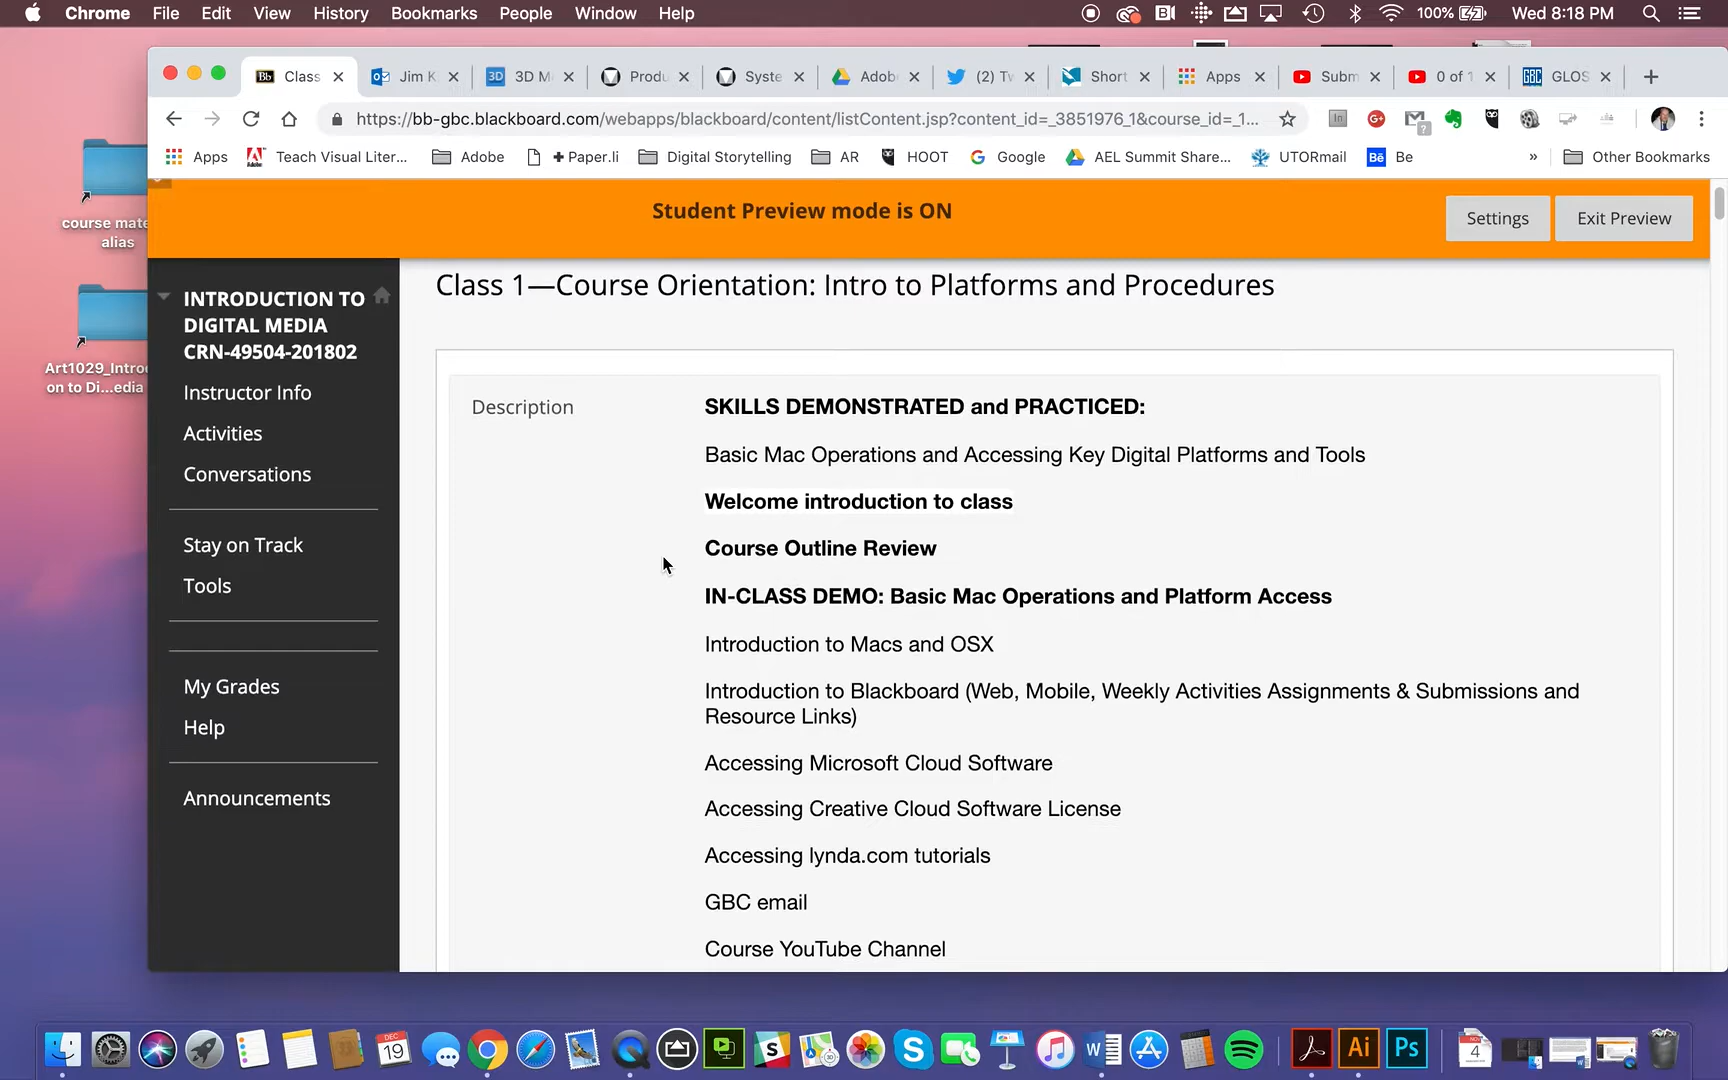 Chrome File Edit View History Bookmarks People Window Help 100% Wed 8:18 PM
Class Jim K 3D M Produ Syste Adob (2) Tw Short Apps Subm 0 of 1 GLOS
https://bb-gbc.blackboard.com/webapps/blackboard/content/listContent.jsp?content_id=_3851976_1&course_id=_1...
Apps Teach Visual Liter... Adobe + Paper.li Digital Storytelling AR HOOT Google AEL Summit Share... UTORmail Bē Be » Other Bookmarks
Student Preview mode is ON
Settings Exit Preview
course mate
alias
Art1029_Intro
on to Di...edia
INTRODUCTION TO
DIGITAL MEDIA
CRN-49504-201802
Instructor Info
Activities
Conversations
Stay on Track
Tools
My Grades
Help
Announcements
Class 1—Course Orientation: Intro to Platforms and Procedures
Description
SKILLS DEMONSTRATED and PRACTICED:
Basic Mac Operations and Accessing Key Digital Platforms and Tools
Welcome introduction to class
Course Outline Review
IN-CLASS DEMO: Basic Mac Operations and Platform Access
Introduction to Macs and OSX
Introduction to Blackboard (Web, Mobile, Weekly Activities Assignments & Submissions and
Resource Links)
Accessing Microsoft Cloud Software
Accessing Creative Cloud Software License
Accessing lynda.com tutorials
GBC email
Course YouTube Channel
DEC
19
S
W
Ai
Ps
4